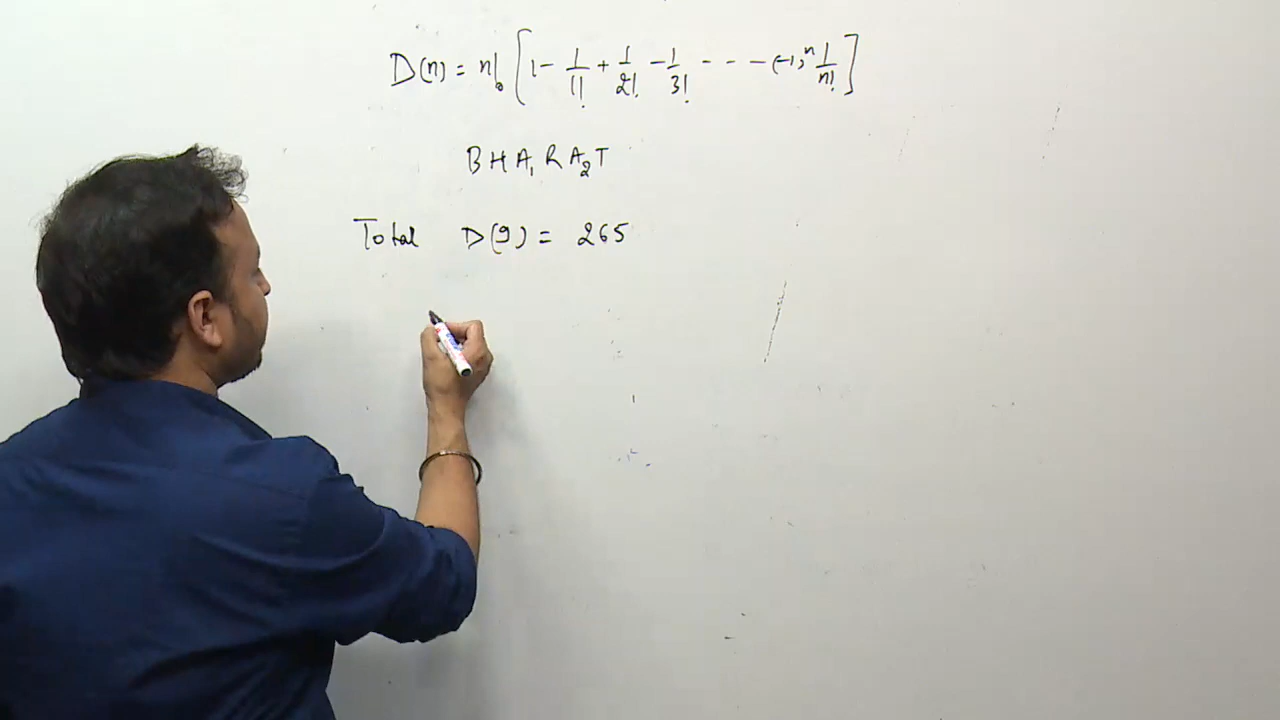 D(n) = n! [1 - 1/1! + 1/2! - 1/3! - - - - (-1)^n 1/n!]
B H A₁ R A₂ T
Total D(9) = 265